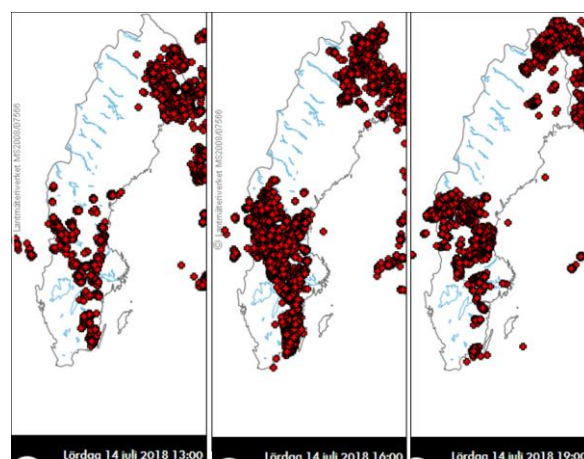 © Lantmäteriverket MS2008/07566
© Lantmäteriverket MS2008/07566
Lördag 14 juli 2018 13:00
Lördag 14 juli 2018 16:00
Lördag 14 juli 2018 19:00